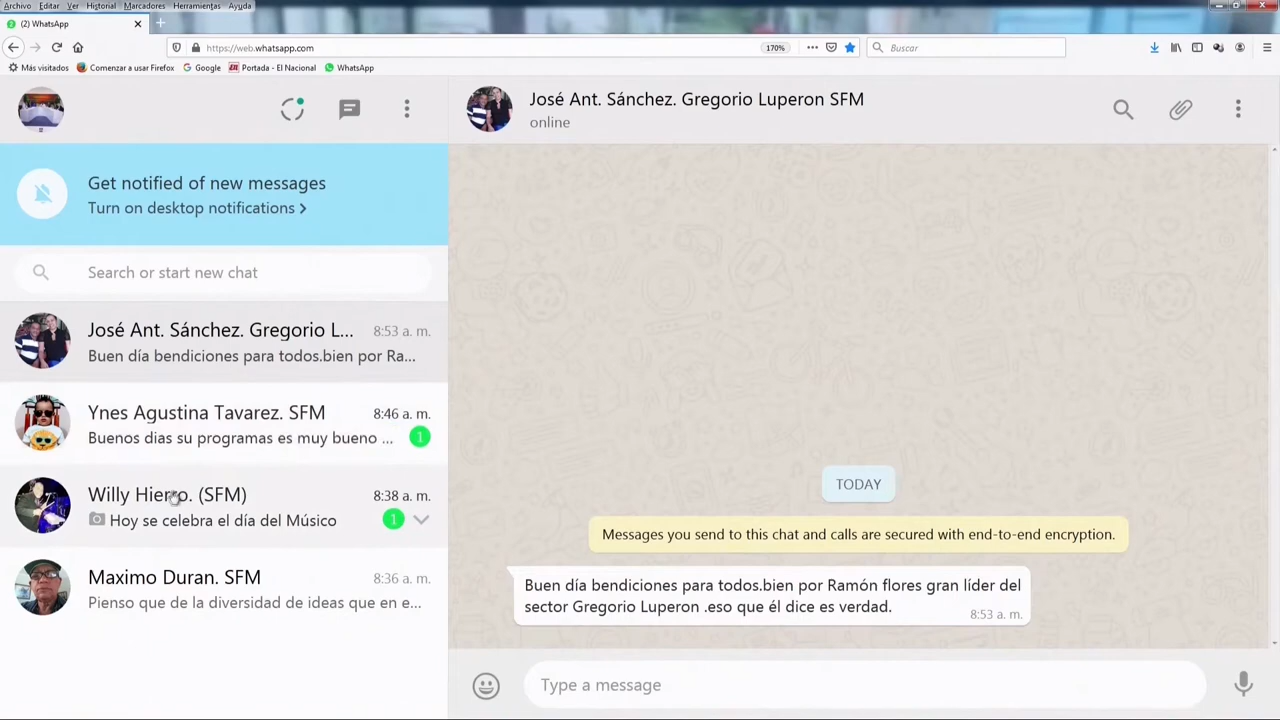 Archivo Editar Ver Historial Marcadores Herramientas Ayuda
(2) WhatsApp
https://web.whatsapp.com
170%
Buscar
Más visitados Comenzar a usar Firefox Google Portada - El Nacional WhatsApp
José Ant. Sánchez. Gregorio Luperon SFM
online
Get notified of new messages
Turn on desktop notifications >
Search or start new chat
José Ant. Sánchez. Gregorio L... 8:53 a. m.
Buen día bendiciones para todos.bien por Ra...
Ynes Agustina Tavarez. SFM 8:46 a. m.
Buenos dias su programas es muy bueno ... 1
Willy Hierro. (SFM) 8:38 a. m.
Hoy se celebra el día del Músico 1
Maximo Duran. SFM 8:36 a. m.
Pienso que de la diversidad de ideas que en e...
TODAY
Messages you send to this chat and calls are secured with end-to-end encryption.
Buen día bendiciones para todos.bien por Ramón flores gran líder del
sector Gregorio Luperon .eso que él dice es verdad.
8:53 a. m.
Type a message